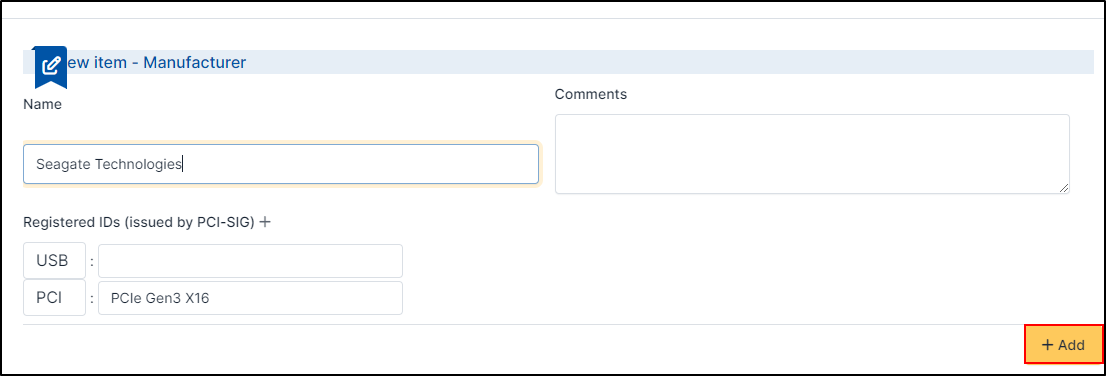 ew item - Manufacturer
Name
Comments
Seagate Technologies
Registered IDs (issued by PCI-SIG) +
USB :
PCI : PCIe Gen3 X16
+ Add